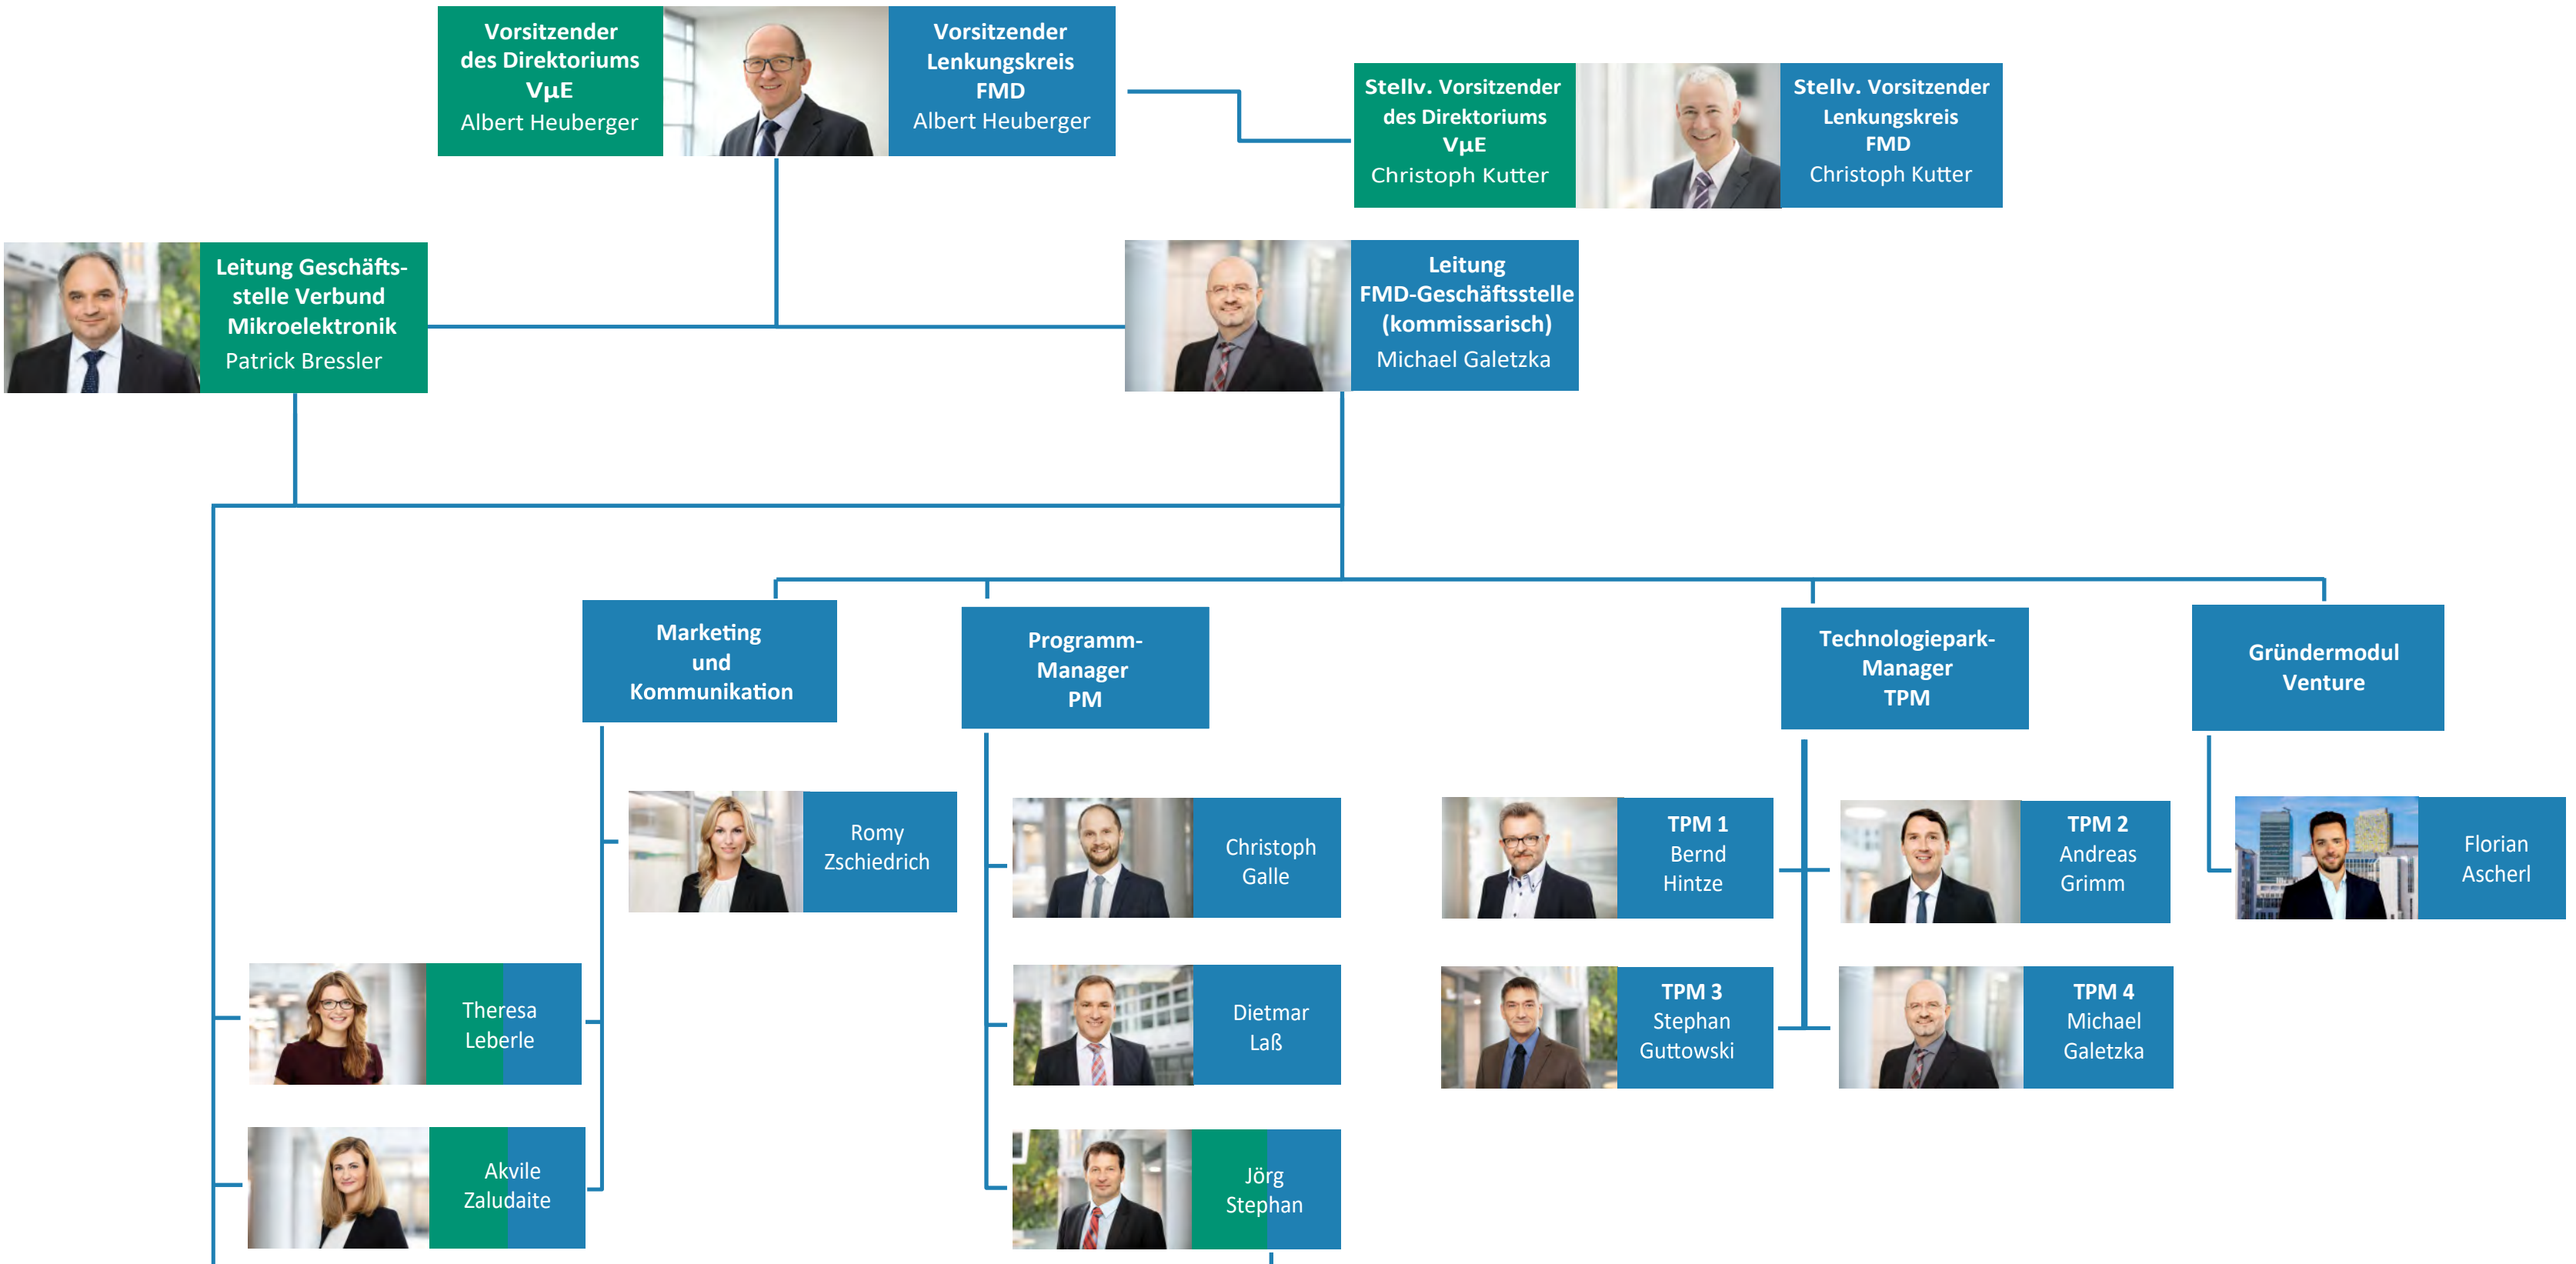 Vorsitzender
des Direktoriums
VµE
Albert Heuberger
Vorsitzender
Lenkungskreis
FMD
Albert Heuberger
Stellv. Vorsitzender
des Direktoriums
VµE
Christoph Kutter
Stellv. Vorsitzender
Lenkungskreis
FMD
Christoph Kutter
Leitung Geschäfts-
stelle Verbund
Mikroelektronik
Patrick Bressler
Leitung
FMD-Geschäftsstelle
(kommissarisch)
Michael Galetzka
Marketing
und
Kommunikation
Programm-
Manager
PM
Technologiepark-
Manager
TPM
Gründermodul
Venture
Romy
Zschiedrich
Christoph
Galle
TPM 1
Bernd
Hintze
TPM 2
Andreas
Grimm
Florian
Ascherl
Theresa
Leberle
Dietmar
Laß
TPM 3
Stephan
Guttowski
TPM 4
Michael
Galetzka
Akvile
Zaludaite
Jörg
Stephan